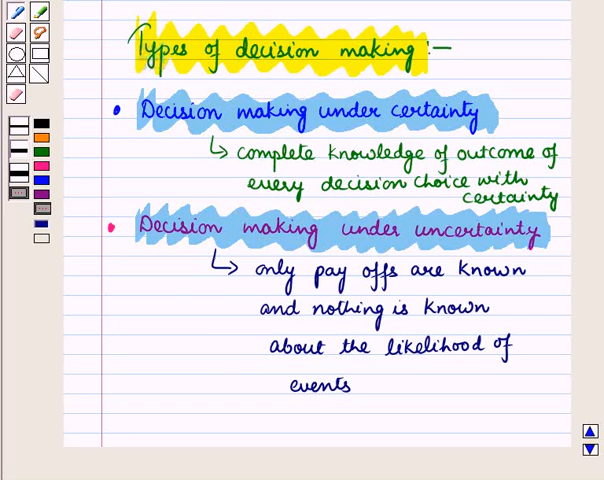 Types of decision making :-
• Decision making under certainty
↳ complete knowledge of outcome of
every decision choice with
certainty
• Decision making under uncertainty
↳ only pay offs are known
and nothing is known
about the likelihood of
events